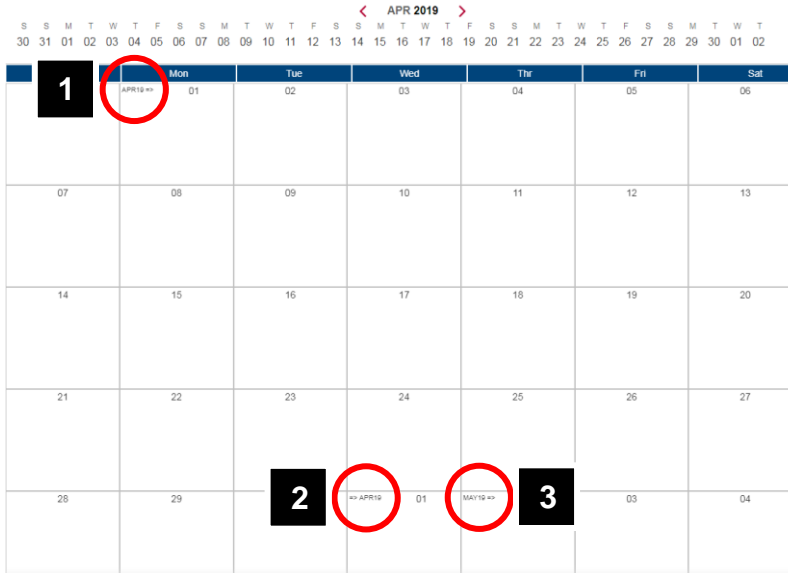 APR 2019
S S M T W T F S S M T W T F S S M T W T F S S M T W T F S S M T W T
30 31 01 02 03 04 05 06 07 08 09 10 11 12 13 14 15 16 17 18 19 20 21 22 23 24 25 26 27 28 29 30 01 02
Mon Tue Wed Thr Fri Sat
1 APR19 => 01 02 03 04 05 06
07 08 09 10 11 12 13
14 15 16 17 18 19 20
21 22 23 24 25 26 27
28 29 2 => APR19 01 MAY19 => 3 03 04